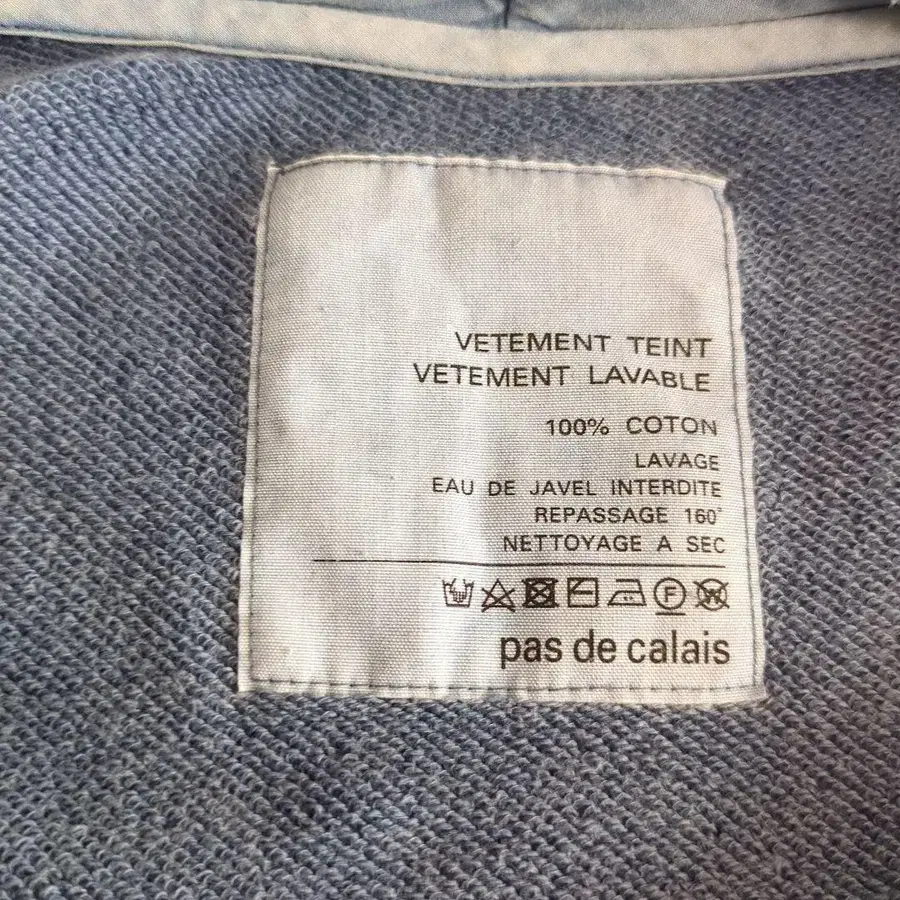 VETEMENT TEINT
VETEMENT LAVABLE
100% COTON
LAVAGE
EAU DE JAVEL INTERDITE
REPASSAGE 160°
NETTOYAGE A SEC
F W
pas de calais